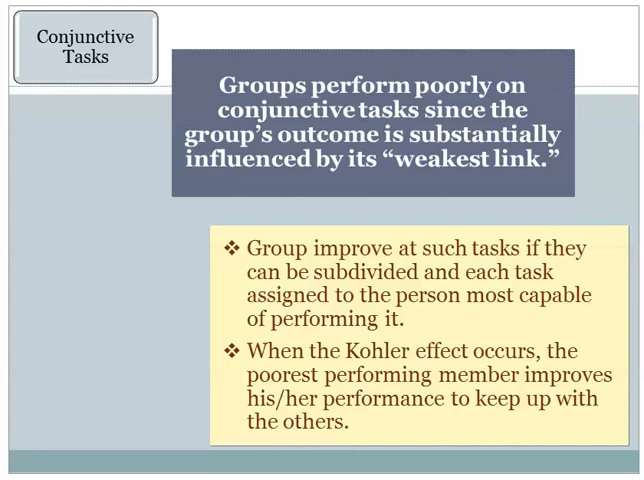 Conjunctive
Tasks
Groups perform poorly on
conjunctive tasks since the
group's outcome is substantially
influenced by its “weakest link.”
❖ Group improve at such tasks if they
can be subdivided and each task
assigned to the person most capable
of performing it.
❖ When the Kohler effect occurs, the
poorest performing member improves
his/her performance to keep up with
the others.